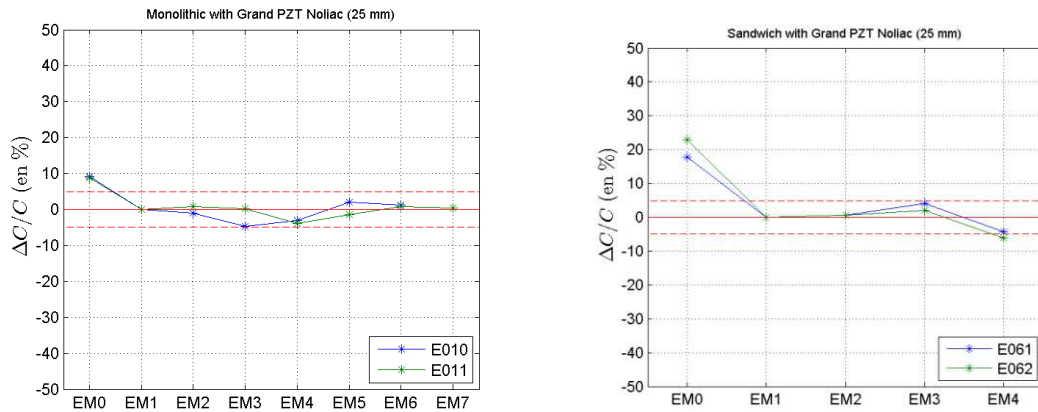 Monolithic with Grand PZT Noliac (25 mm)
50
40
30
20
10
0
-10
-20
-30
-40
-50
ΔC/C (en %)
EM0 EM1 EM2 EM3 EM4 EM5 EM6 EM7
E010
E011
Sandwich with Grand PZT Noliac (25 mm)
50
40
30
20
10
0
-10
-20
-30
-40
-50
ΔC/C (en %)
EM0 EM1 EM2 EM3 EM4
E061
E062